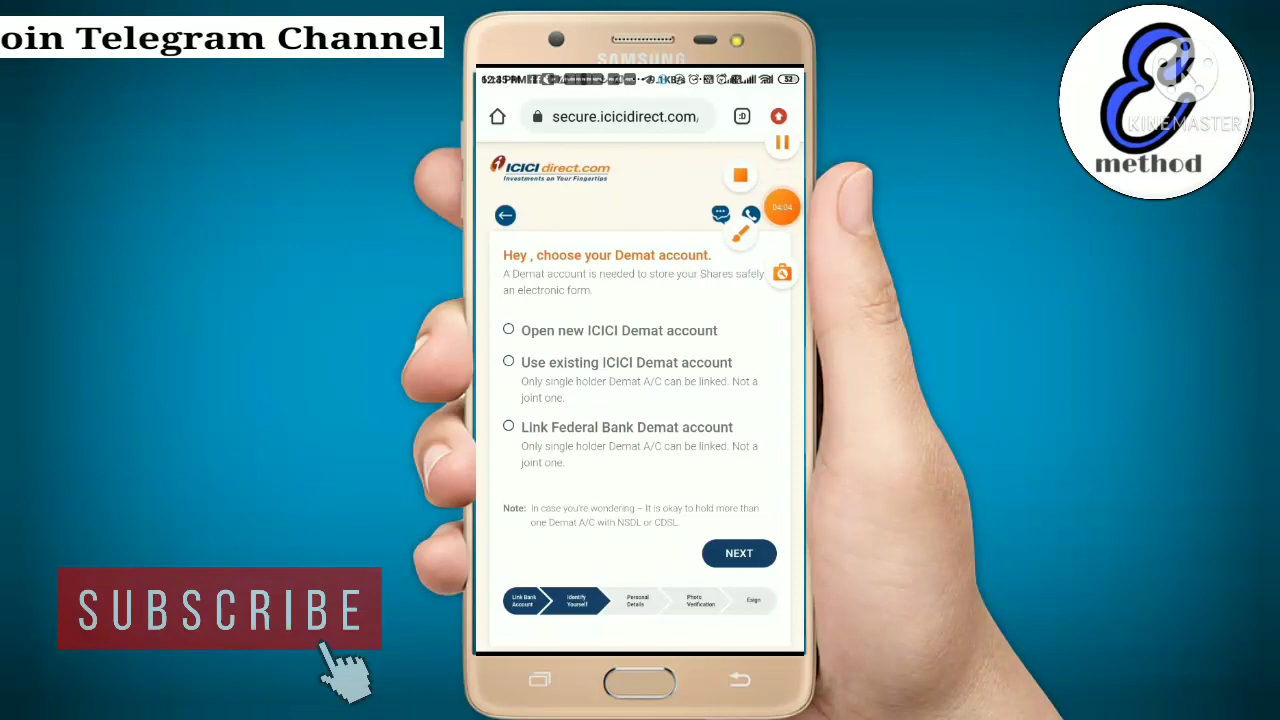 oin Telegram Channel
SAMSUNG
52
secure.icicidirect.com,
:D
ICICI direct.com
Investments on Your Fingertips
04:04
Hey , choose your Demat account.
A Demat account is needed to store your Shares safely
an electronic form.
Open new ICICI Demat account
Use existing ICICI Demat account
Only single holder Demat A/C can be linked. Not a
joint one.
Link Federal Bank Demat account
Only single holder Demat A/C can be linked. Not a
joint one.
Note: In case you're wondering – It is okay to hold more than
one Demat A/C with NSDL or CDSL.
NEXT
Link Bank
Account
Identify
Yourself
Personal
Details
Photo
Verification
Esign
SUBSCRIBE
E
KINEMASTER
method